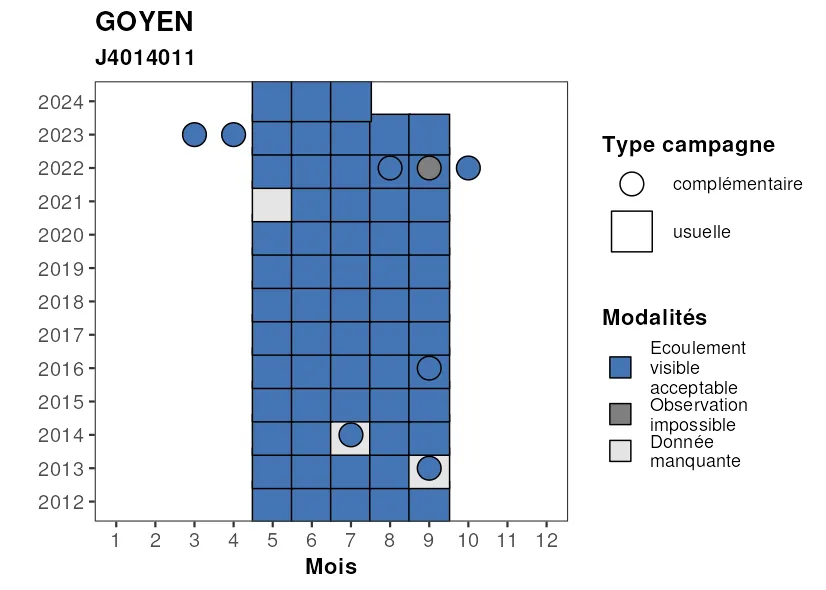 GOYEN
J4014011
2024
2023
2022
2021
2020
2019
2018
2017
2016
2015
2014
2013
2012
1 2 3 4 5 6 7 8 9 10 11 12
Mois
Type campagne
complémentaire
usuelle
Modalités
Ecoulement
visible
acceptable
Observation
impossible
Donnée
manquante